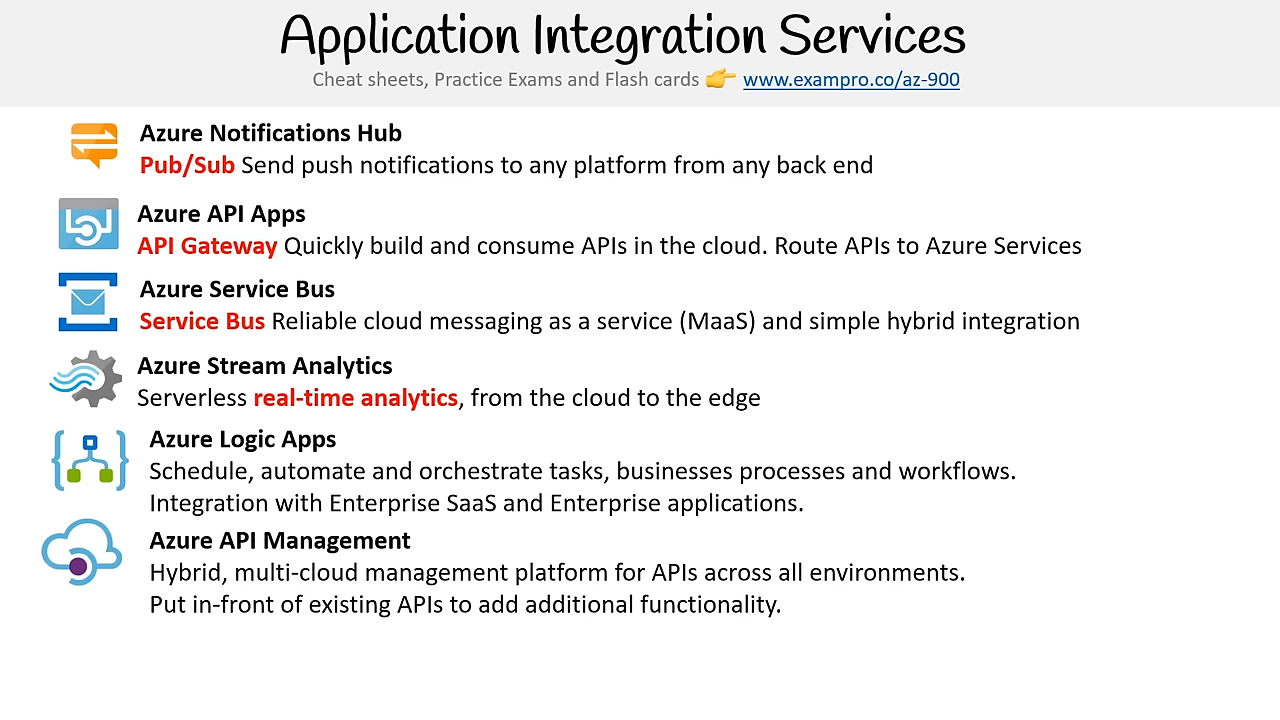 Application Integration Services
Cheat sheets, Practice Exams and Flash cards 👉 www.exampro.co/az-900
Azure Notifications Hub
Pub/Sub Send push notifications to any platform from any back end
Azure API Apps
API Gateway Quickly build and consume APIs in the cloud. Route APIs to Azure Services
Azure Service Bus
Service Bus Reliable cloud messaging as a service (MaaS) and simple hybrid integration
Azure Stream Analytics
Serverless real-time analytics, from the cloud to the edge
Azure Logic Apps
Schedule, automate and orchestrate tasks, businesses processes and workflows.
Integration with Enterprise SaaS and Enterprise applications.
Azure API Management
Hybrid, multi-cloud management platform for APIs across all environments.
Put in-front of existing APIs to add additional functionality.